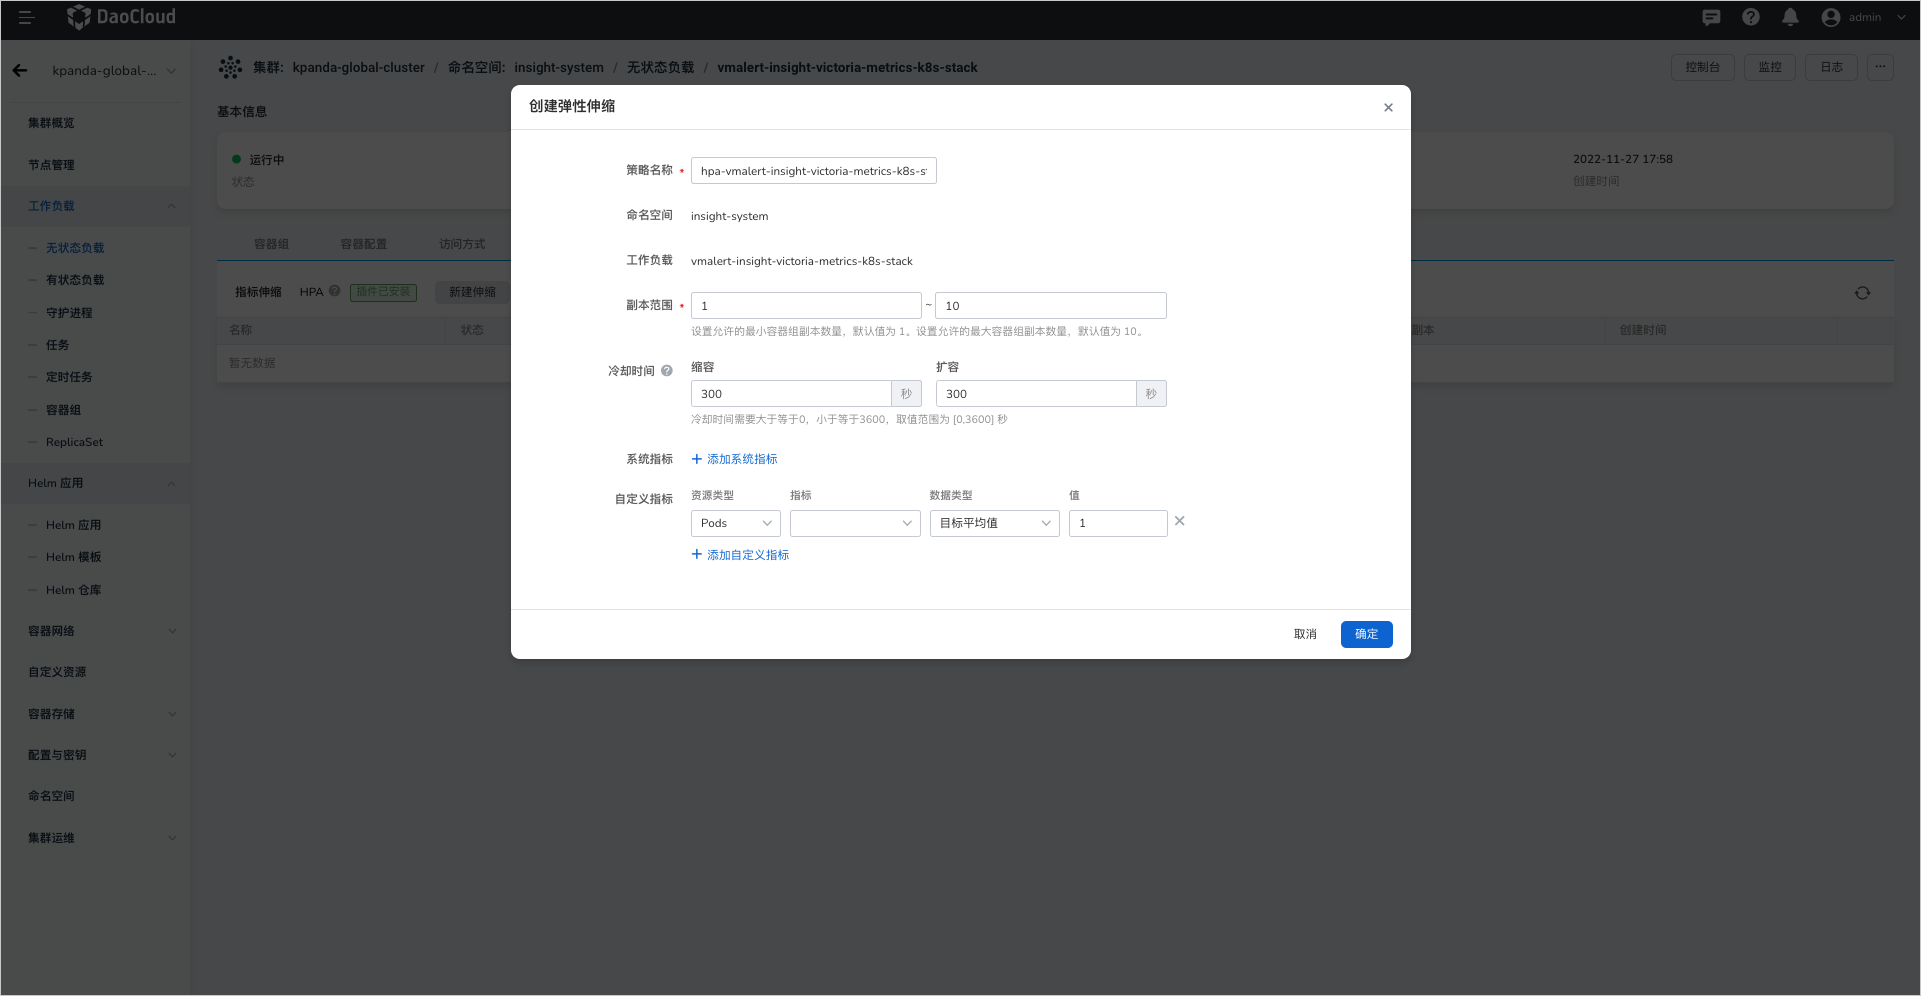 DaoCloud
admin
kpanda-global-...
集群： kpanda-global-cluster / 命名空间： insight-system / 无状态负载 / vmalert-insight-victoria-metrics-k8s-stack
控制台 监控 日志 ...
集群概览
节点管理
工作负载
无状态负载
有状态负载
守护进程
任务
定时任务
容器组
ReplicaSet
Helm 应用
Helm 应用
Helm 模板
Helm 仓库
容器网络
自定义资源
容器存储
配置与密钥
命名空间
集群运维
基本信息
运行中
状态
2022-11-27 17:58
创建时间
容器组 容器配置 访问方式
指标伸缩 HPA 插件已安装 新建伸缩
名称 状态 副本 创建时间
暂无数据
创建弹性伸缩
策略名称 • hpa-vmalert-insight-victoria-metrics-k8s-s
命名空间 insight-system
工作负载 vmalert-insight-victoria-metrics-k8s-stack
副本范围 • 1 ~ 10
设置允许的最小容器组副本数量，默认值为 1。设置允许的最大容器组副本数量，默认值为 10。
冷却时间 缩容 扩容
300 秒 300 秒
冷却时间需要大于等于0，小于等于3600，取值范围为 [0,3600] 秒
系统指标 + 添加系统指标
自定义指标 资源类型 指标 数据类型 值
Pods 目标平均值 1
+ 添加自定义指标
取消 确定